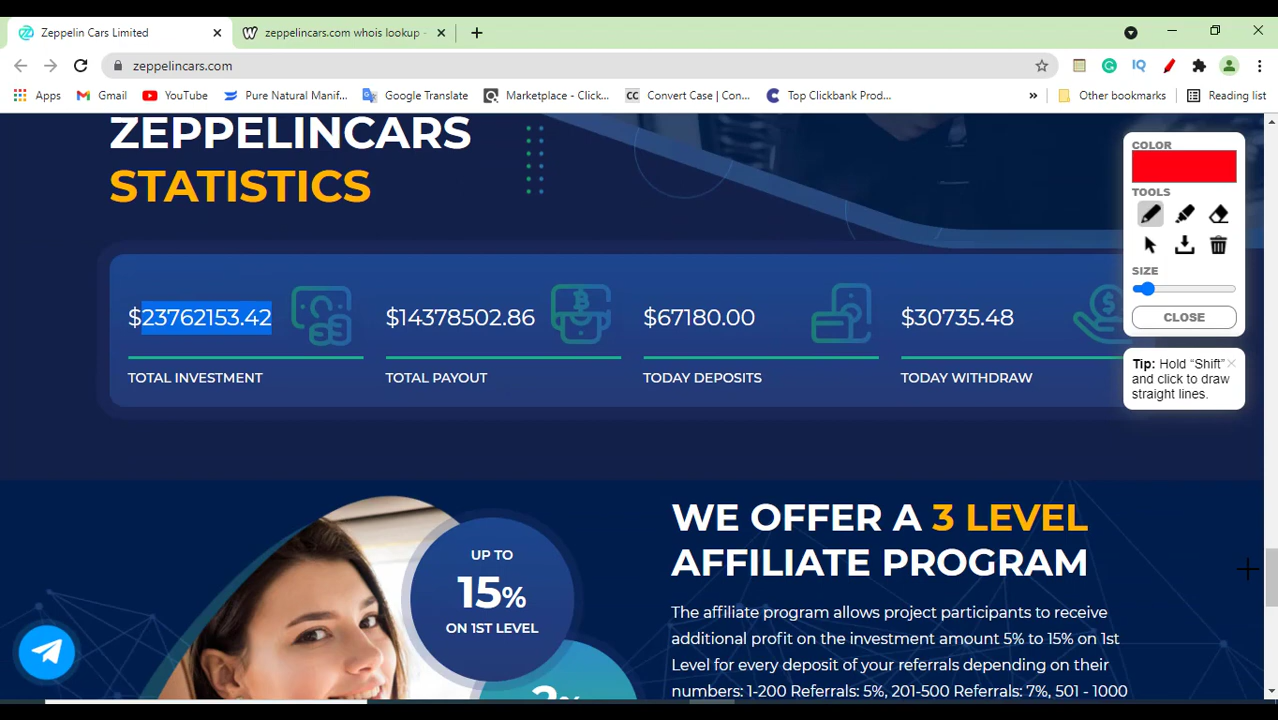 Zeppelin Cars Limited
zeppelincars.com whois lookup -
zeppelincars.com
Apps
Gmail
YouTube
Pure Natural Manif...
Google Translate
Marketplace - Click...
CC
Convert Case | Con...
Top Clickbank Prod...
»
Other bookmarks
Reading list
IQ
ZEPPELINCARS
STATISTICS
$23762153.42
TOTAL INVESTMENT
$14378502.86
TOTAL PAYOUT
$67180.00
TODAY DEPOSITS
$30735.48
TODAY WITHDRAW
COLOR
TOOLS
SIZE
CLOSE
Tip: Hold “Shift”
and click to draw
straight lines.
UP TO
15%
ON 1ST LEVEL
WE OFFER A 3 LEVEL
AFFILIATE PROGRAM
The affiliate program allows project participants to receive
additional profit on the investment amount 5% to 15% on 1st
Level for every deposit of your referrals depending on their
numbers: 1-200 Referrals: 5%, 201-500 Referrals: 7%, 501 - 1000